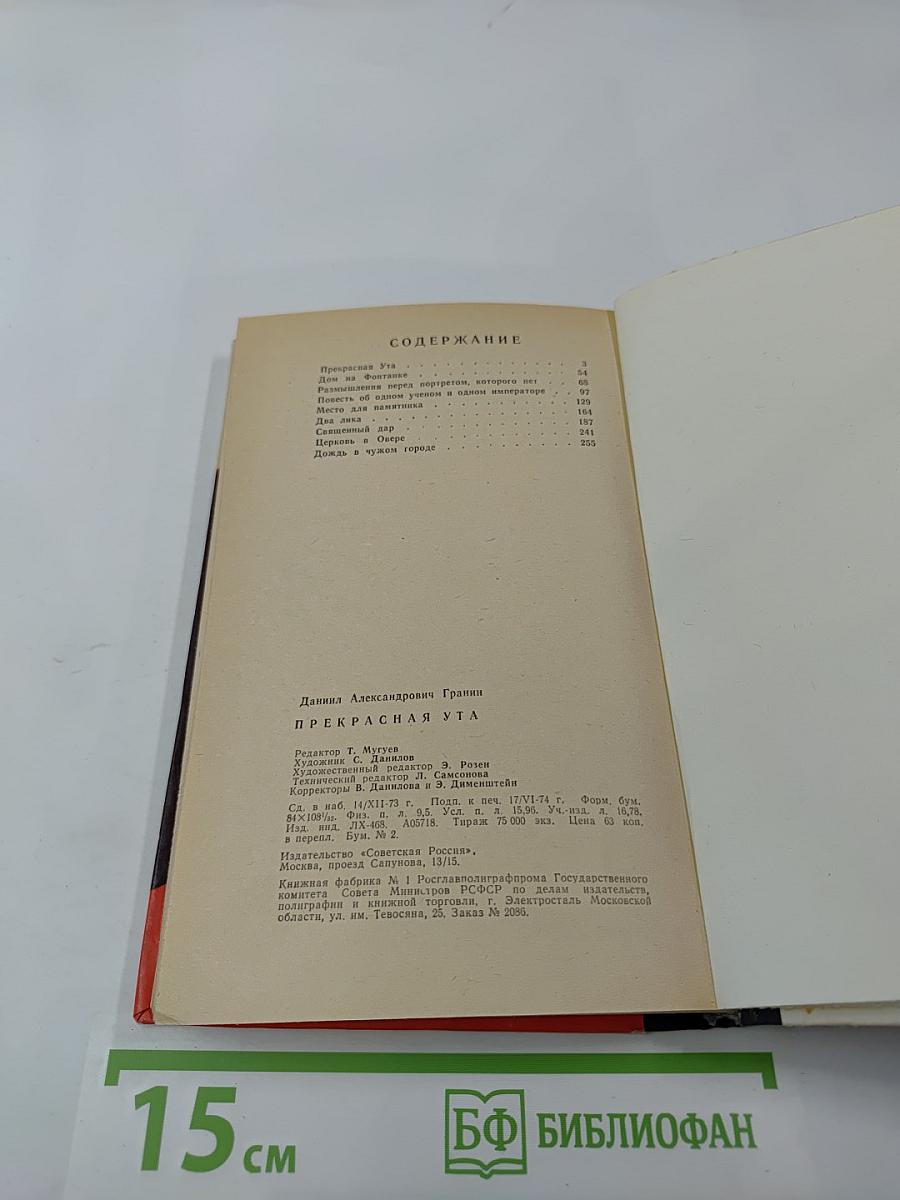 СОДЕРЖАНИЕ
Прекрасная Ута . . . . . . . . . . . . . 3
Дом на Фонтанке . . . . . . . . . . . . 54
Размышления перед портретом, которого нет . . 68
Повесть об одном ученом и одном императоре . . 97
Место для памятника . . . . . . . . . . . 129
Два лика . . . . . . . . . . . . . . . 164
Священный дар . . . . . . . . . . . . . 187
Церковь в Овере . . . . . . . . . . . . 241
Дождь в чужом городе . . . . . . . . . . 255
Даниил Александрович Гранин
ПРЕКРАСНАЯ УТА
Редактор Т. Мугуев
Художник С. Данилов
Художественный редактор Э. Розен
Технический редактор Л. Самсонова
Корректоры В. Данилова и Э. Дименштейн
Сд. в наб. 14/XII-73 г. Подп. к печ. 17/VI-74 г. Форм. бум.
84×108¹/₃₂. Физ. п. л. 9,5. Усл. п. л. 15,96. Уч.-изд. л. 16,78.
Изд. инд. ЛХ-468. А05718. Тираж 75 000 экз. Цена 63 коп.
в перепл. Бум. № 2.
Издательство «Советская Россия».
Москва, проезд Сапунова, 13/15.
Книжная фабрика № 1 Росглавполиграфпрома Государственного
комитета Совета Министров РСФСР по делам издательств,
полиграфии и книжной торговли, г. Электросталь Московской
области, ул. им. Тевосяна, 25. Заказ № 2086.
15 см
БФ БИБЛИОФАН